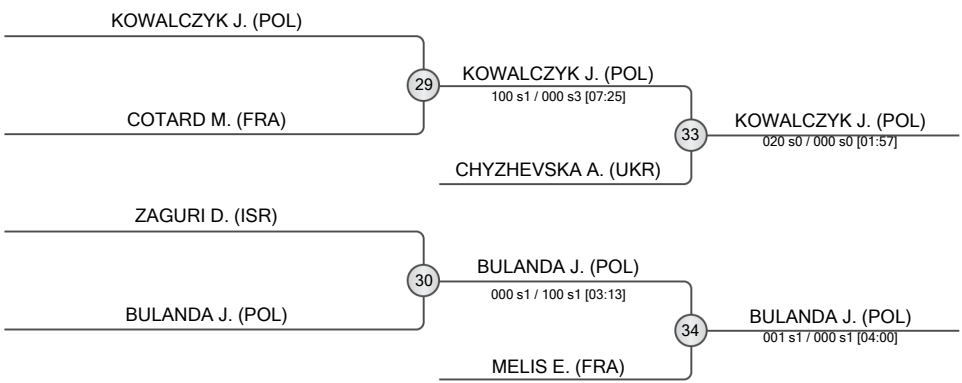 KOWALCZYK J. (POL)
29
COTARD M. (FRA)
KOWALCZYK J. (POL)
100 s1 / 000 s3 [07:25]
33
CHYZHEVSKA A. (UKR)
KOWALCZYK J. (POL)
020 s0 / 000 s0 [01:57]
ZAGURI D. (ISR)
30
BULANDA J. (POL)
BULANDA J. (POL)
000 s1 / 100 s1 [03:13]
34
MELIS E. (FRA)
BULANDA J. (POL)
001 s1 / 000 s1 [04:00]